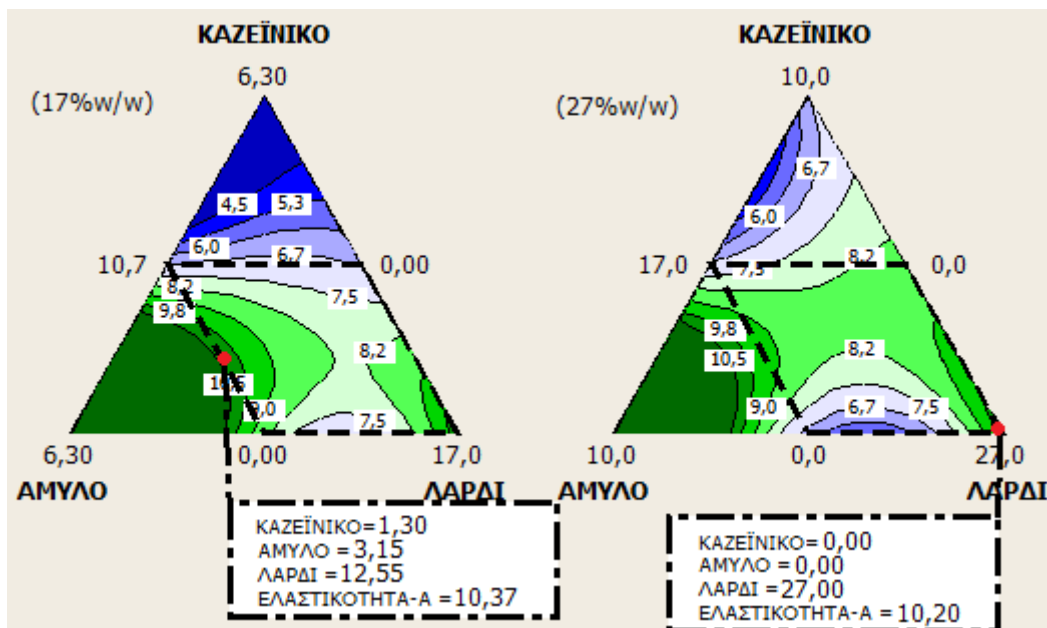 ΚΑΖΕΪΝΙΚΟ
6,30
(17%w/w)
4,5
5,3
6,0
6,7
10,7
0,00
8,2
7,5
9,8
8,2
10,5
9,0
7,5
6,30
0,00
17,0
ΑΜΥΛΟ
ΛΑΡΔΙ
ΚΑΖΕΪΝΙΚΟ=1,30
ΑΜΥΛΟ =3,15
ΛΑΡΔΙ =12,55
ΕΛΑΣΤΙΚΟΤΗΤΑ-Α =10,37
ΚΑΖΕΪΝΙΚΟ
10,0
(27%w/w)
6,7
6,0
17,0
7,5
8,2
0,0
9,8
10,5
8,2
9,0
6,7
7,5
10,0
0,0
27,0
ΑΜΥΛΟ
ΛΑΡΔΙ
ΚΑΖΕΪΝΙΚΟ= 0,00
ΑΜΥΛΟ = 0,00
ΛΑΡΔΙ = 27,00
ΕΛΑΣΤΙΚΟΤΗΤΑ-Α =10,20